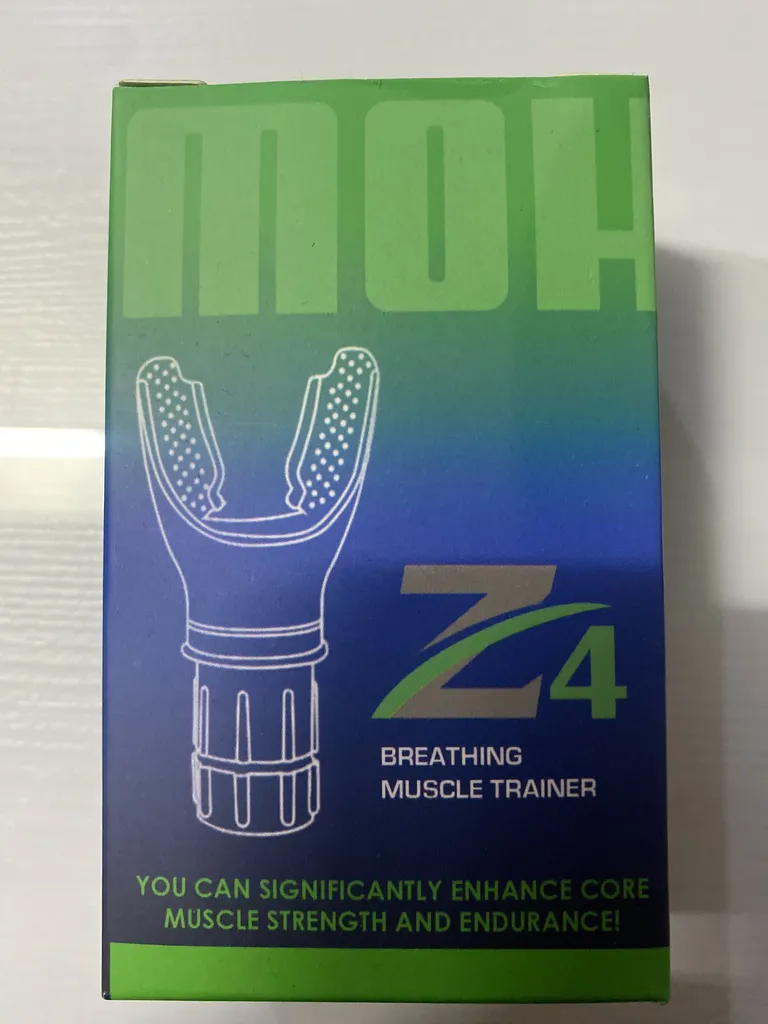 MOH
Z4
BREATHING
MUSCLE TRAINER
YOU CAN SIGNIFICANTLY ENHANCE CORE
MUSCLE STRENGTH AND ENDURANCE!